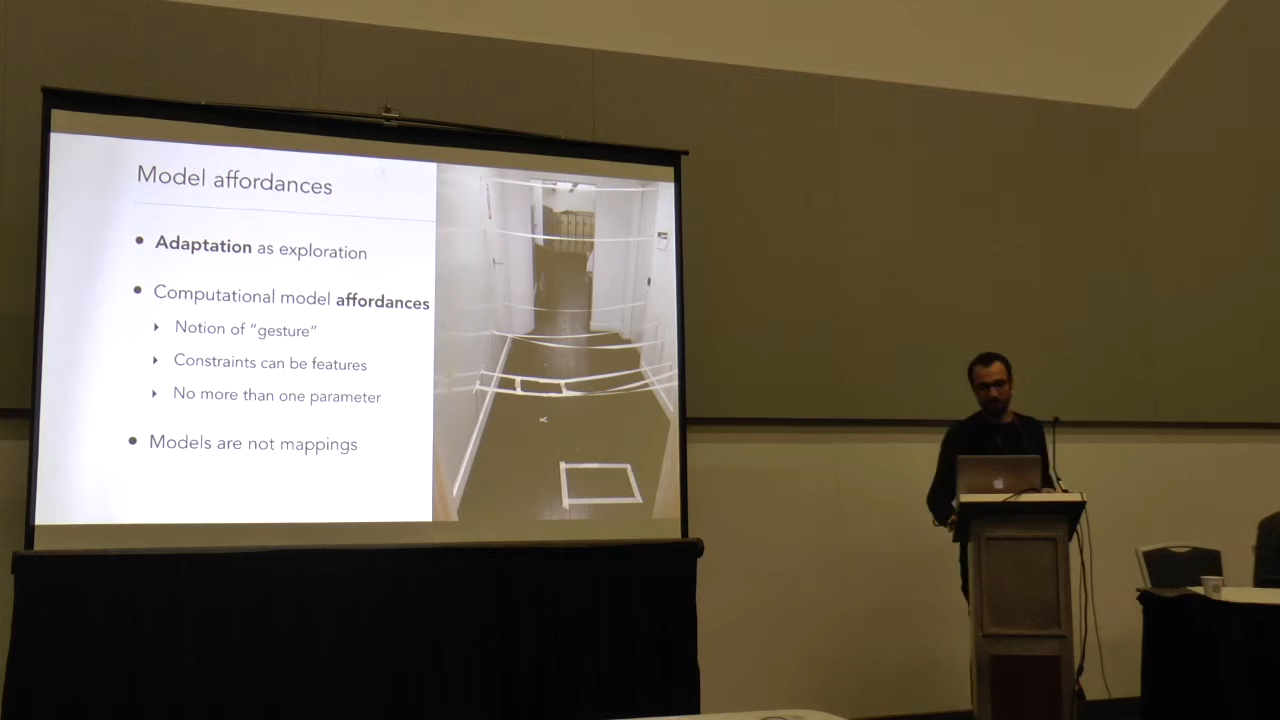 Model affordances
• Adaptation as exploration
• Computational model affordances
‣ Notion of "gesture"
‣ Constraints can be features
‣ No more than one parameter
• Models are not mappings